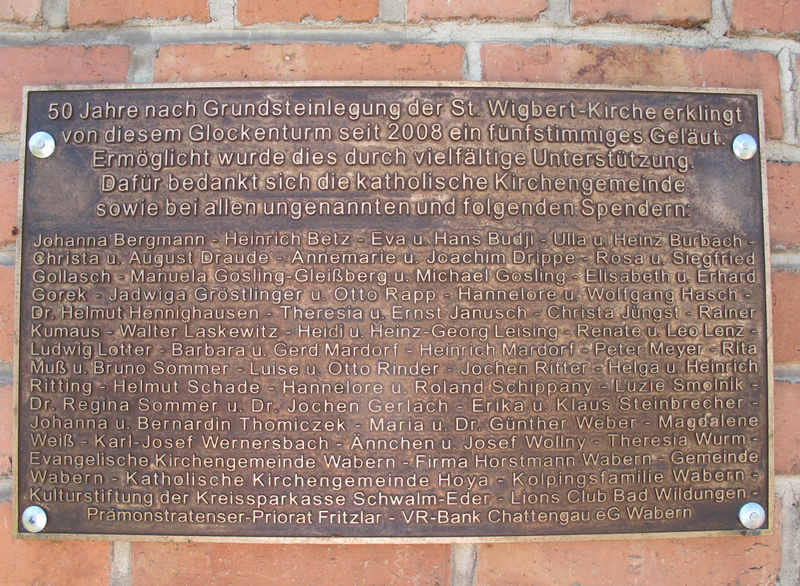 50 Jahre nach Grundsteinlegung der St. Wigbert-Kirche erklingt
von diesem Glockenturm seit 2008 ein fünfstimmiges Geläut.
Ermöglicht wurde dies durch vielfältige Unterstützung.
Dafür bedankt sich die katholische Kirchengemeinde
sowie bei allen ungenannten und folgenden Spendern:
Johanna Bergmann - Heinrich Betz - Eva u. Hans Budji - Ulla u. Heinz Burbach -
Christa u. August Draude - Annemarie u. Joachim Drippe - Rosa u. Siegfried
Gollasch - Manuela Gosling-Gleißberg u. Michael Gosling - Elisabeth u. Erhard
Gorek - Jadwiga Gröstlinger u. Otto Rapp - Hannelore u. Wolfgang Hasch -
Dr. Helmut Hennighausen - Theresia u. Ernst Janusch - Christa Jüngst - Rainer
Kumaus - Walter Laskewitz - Heidi u. Heinz-Georg Leising - Renate u. Leo Lenz -
Ludwig Lotter - Barbara u. Gerd Mardorf - Heinrich Mardorf - Peter Meyer - Rita
Muß u. Bruno Sommer - Luise u. Otto Rinder - Jochen Ritter - Helga u. Heinrich
Ritting - Helmut Schade - Hannelore u. Roland Schippany - Luzie Smolnik -
Dr. Regina Sommer u. Dr. Jochen Gerlach - Erika u. Klaus Steinbrecher -
Johanna u. Bernardin Thomiczek - Maria u. Dr. Günther Weber - Magdalene
Weiß - Karl-Josef Wernersbach - Ännchen u. Josef Wollny - Theresia Wurm -
Evangelische Kirchengemeinde Wabern - Firma Horstmann Wabern - Gemeinde
Wabern - Katholische Kirchengemeinde Hoya - Kolpingsfamilie Wabern -
Kulturstiftung der Kreissparkasse Schwalm-Eder - Lions Club Bad Wildungen -
Prämonstratenser-Priorat Fritzlar - VR-Bank Chattengau eG Wabern